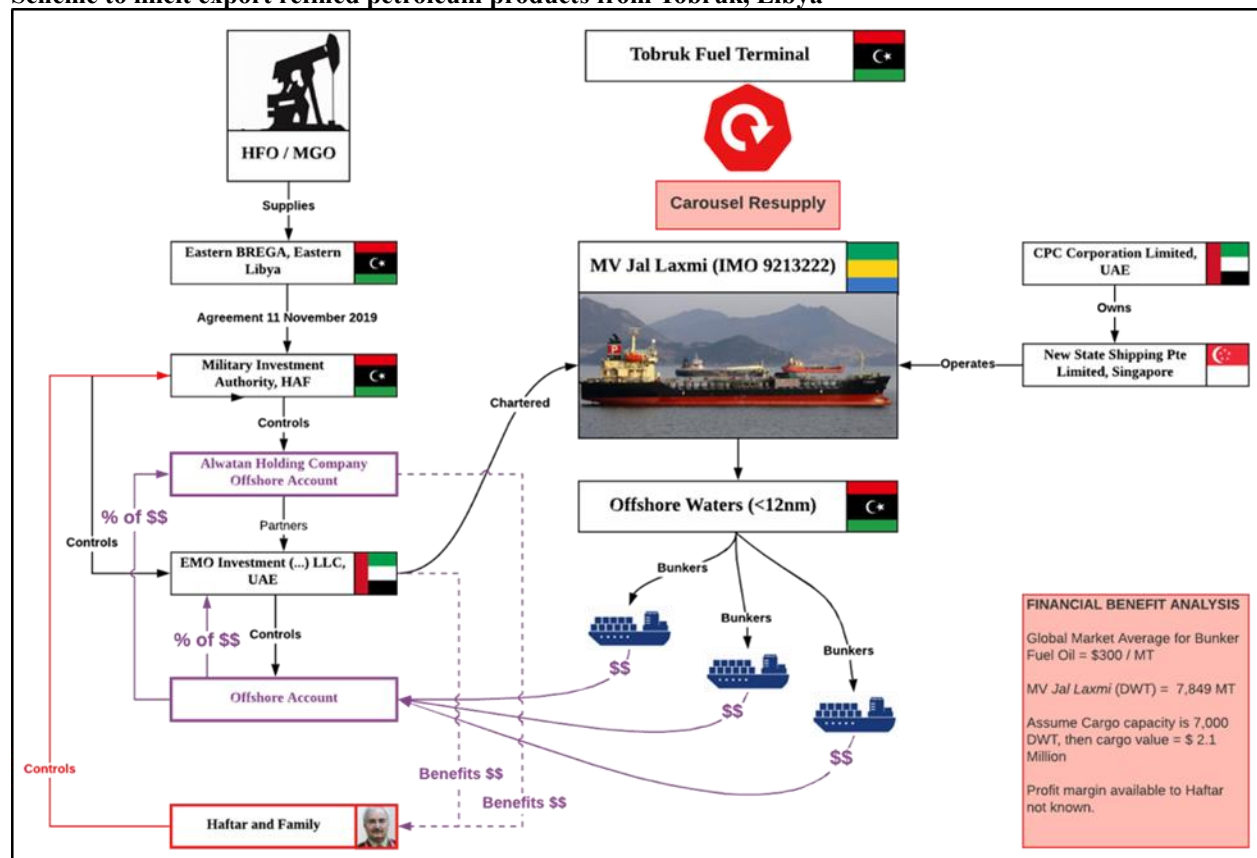 Scheme to illicit export refined petroleum products from Tobruk, Libya
HFO / MGO
Supplies
Eastern BREGA, Eastern
Libya
Agreement 11 November 2019
Military Investment
Authority, HAF
Controls
Alwatan Holding Company
Offshore Account
% of $$
Partners
Controls
EMO Investment (...) LLC,
UAE
% of $$
Controls
Offshore Account
Controls
Benefits $$
Benefits $$
Haftar and Family
Tobruk Fuel Terminal
Carousel Resupply
MV Jal Laxmi (IMO 9213222)
Chartered
CPC Corporation Limited,
UAE
Owns
New State Shipping Pte
Limited, Singapore
Operates
Offshore Waters (<12nm)
Bunkers
Bunkers
Bunkers
$$
$$
$$
FINANCIAL BENEFIT ANALYSIS
Global Market Average for Bunker
Fuel Oil = $300 / MT
MV Jal Laxmi (DWT) = 7,849 MT
Assume Cargo capacity is 7,000
DWT, then cargo value = $ 2.1
Million
Profit margin available to Haftar
not known.